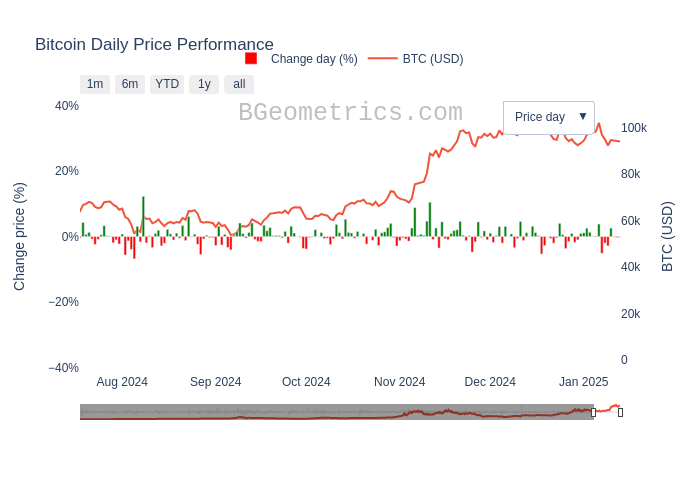 Bitcoin Daily Price Performance
Change day (%) BTC (USD)
1m 6m YTD 1y all
BGeometrics.com
Price day ▼
40%
20%
0%
−20%
−40%
Change price (%)
100k
80k
60k
40k
20k
0
BTC (USD)
Aug 2024 Sep 2024 Oct 2024 Nov 2024 Dec 2024 Jan 2025